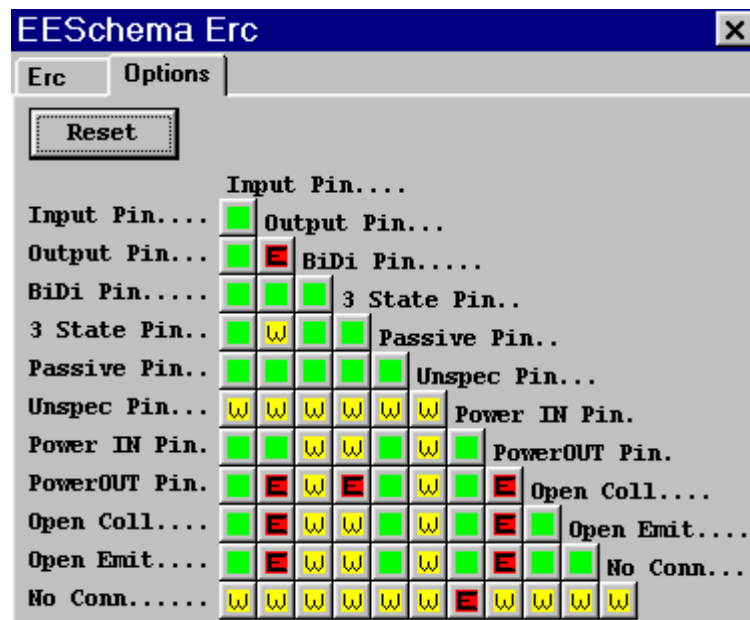 EESchema Erc
Erc Options
Reset
Input Pin....
Input Pin.... Output Pin...
Output Pin... E BiDi Pin.....
BiDi Pin..... 3 State Pin..
3 State Pin.. W Passive Pin..
Passive Pin.. Unspec Pin...
Unspec Pin... W W W W W W Power IN Pin.
Power IN Pin. W W W PowerOUT Pin.
PowerOUT Pin. E W E W E Open Coll....
Open Coll.... E W W W E Open Emit....
Open Emit.... E W W W E No Conn...
No Conn...... W W W W W W E W W W W